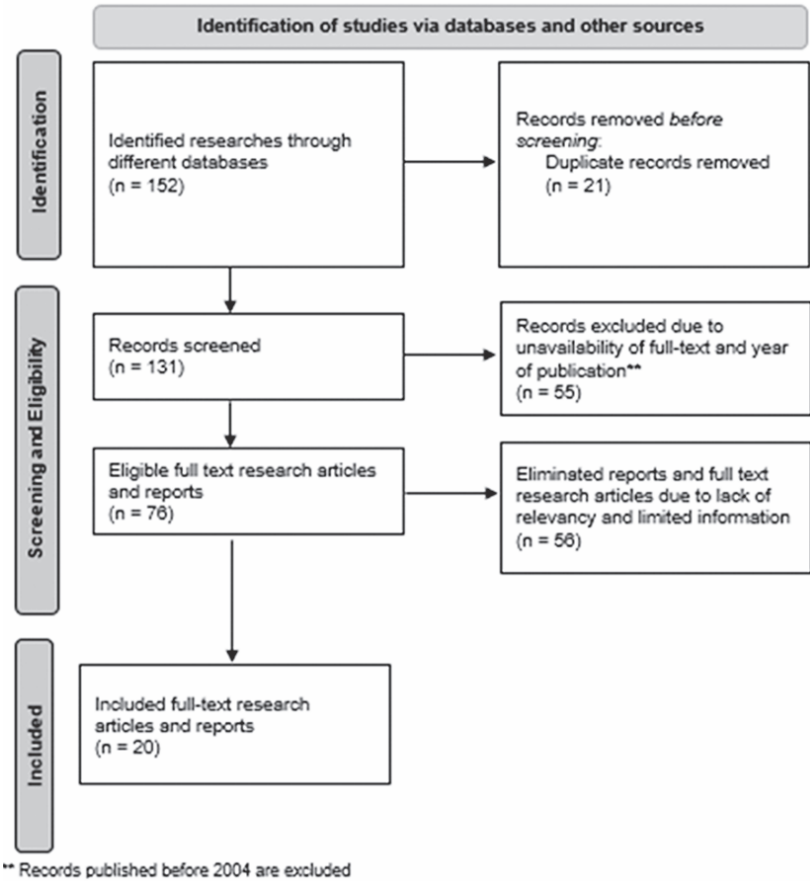 Identification of studies via databases and other sources
Identification
Identified researches through
different databases
(n = 152)
Records removed before
screening:
Duplicate records removed
(n = 21)
Screening and Eligibility
Records screened
(n = 131)
Records excluded due to
unavailability of full-text and year
of publication**
(n = 55)
Eligible full text research articles
and reports
(n = 76)
Eliminated reports and full text
research articles due to lack of
relevancy and limited information
(n = 56)
Included
Included full-text research
articles and reports
(n = 20)
** Records published before 2004 are excluded